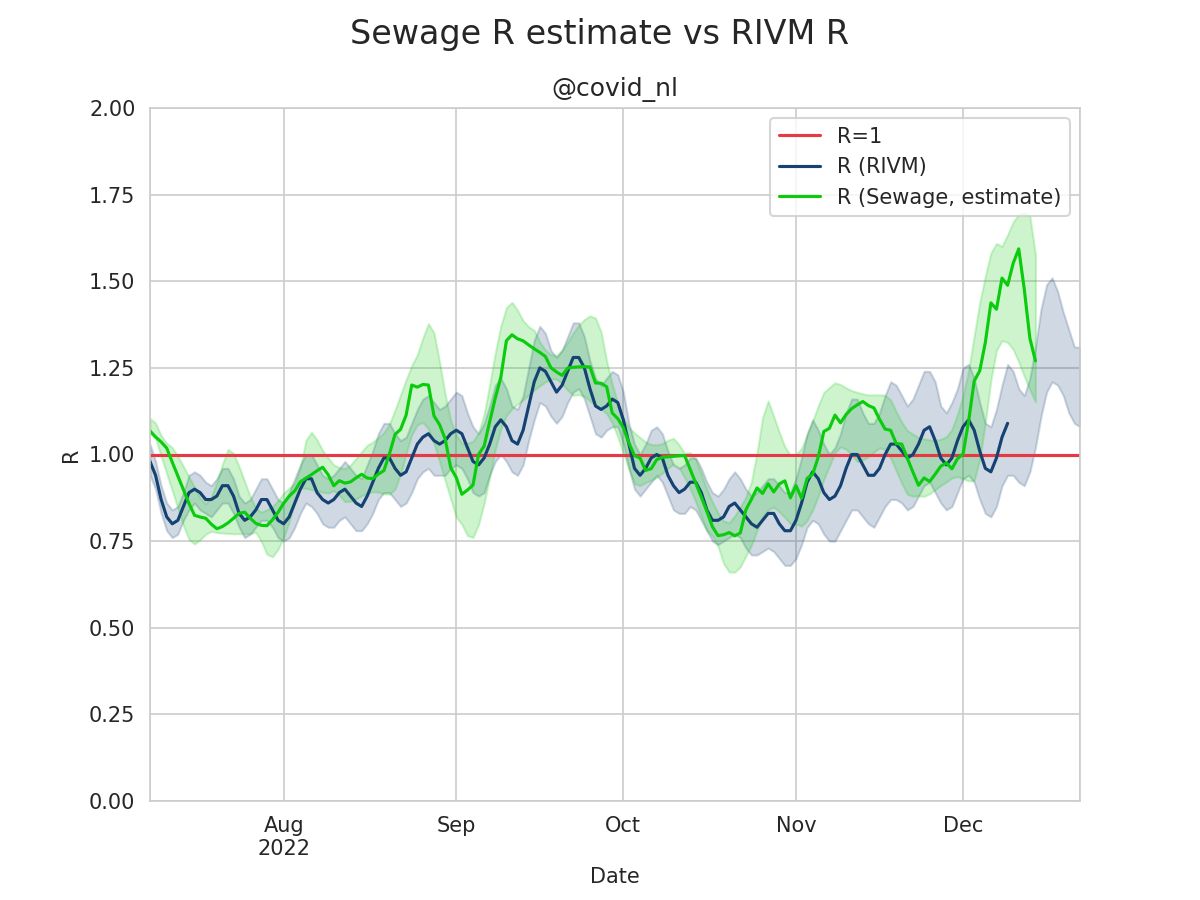 Sewage R estimate vs RIVM R
@covid_nl
2.00
1.75
1.50
1.25
1.00
0.75
0.50
0.25
0.00
R
R=1
R (RIVM)
R (Sewage, estimate)
Aug
2022
Sep
Oct
Nov
Dec
Date